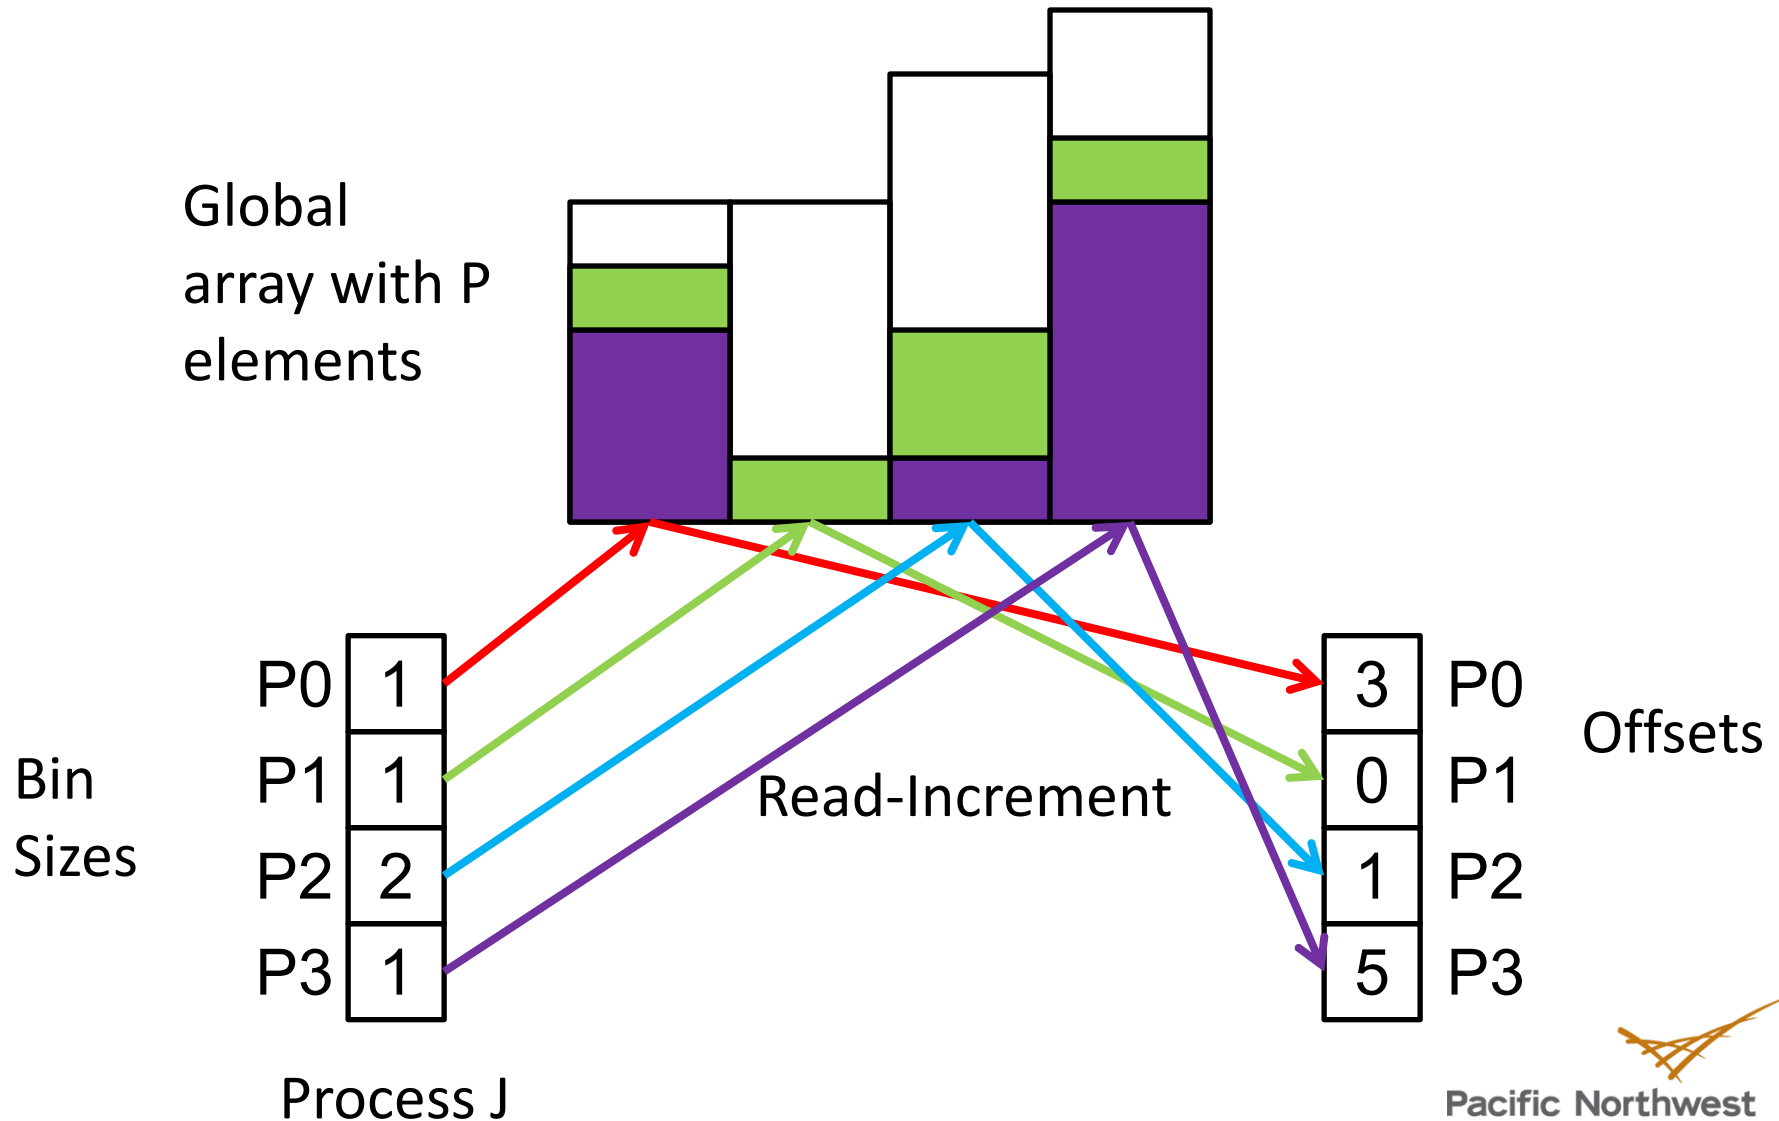 Global
array with P
elements
Bin
Sizes
P0 1
P1 1
P2 2
P3 1
Process J
Read-Increment
3 P0
0 P1
1 P2
5 P3
Offsets
Pacific Northwest